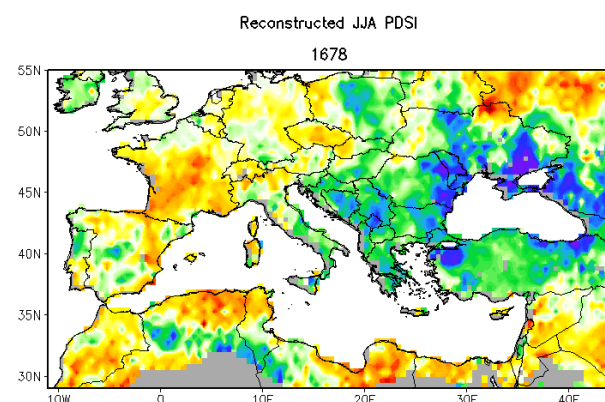 Reconstructed JJA PDSI
1678
55N
50N
45N
40N
35N
30N
10W 0 10E 20E 30E 40E